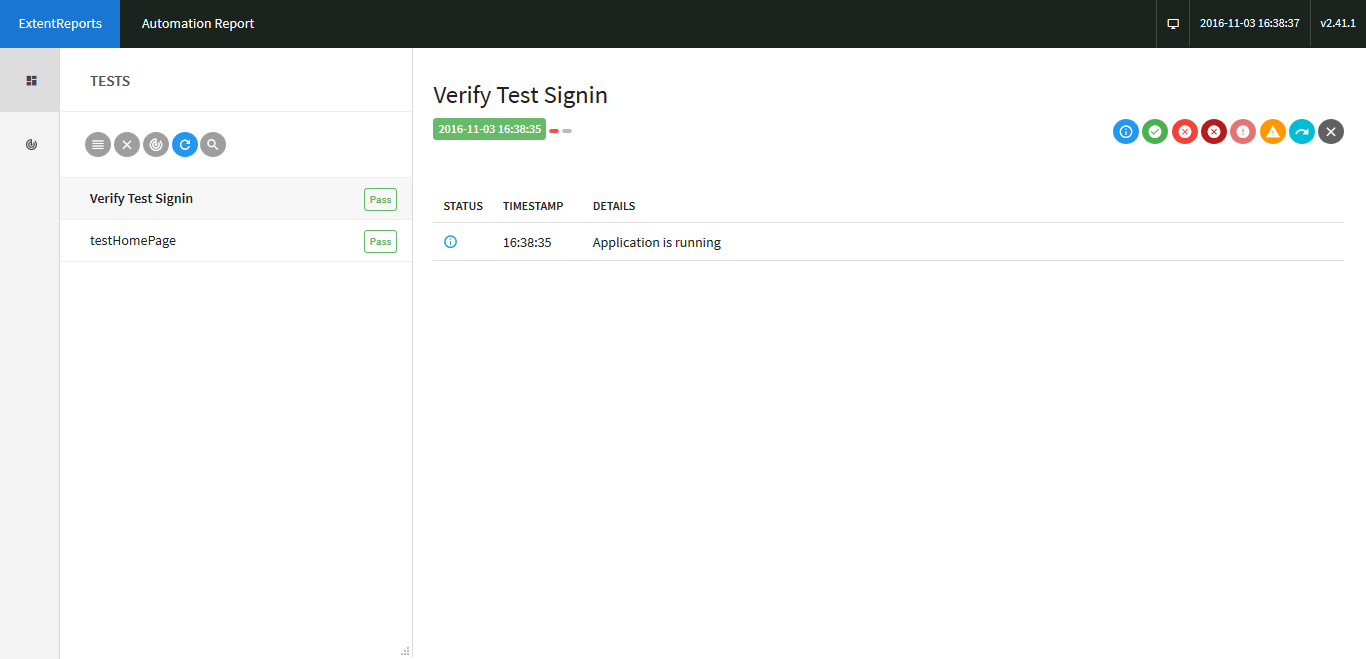 ExtentReports Automation Report 2016-11-03 16:38:37 v2.41.1
TESTS
Verify Test Signin Pass
testHomePage Pass
Verify Test Signin
2016-11-03 16:38:35
STATUS TIMESTAMP DETAILS
16:38:35 Application is running